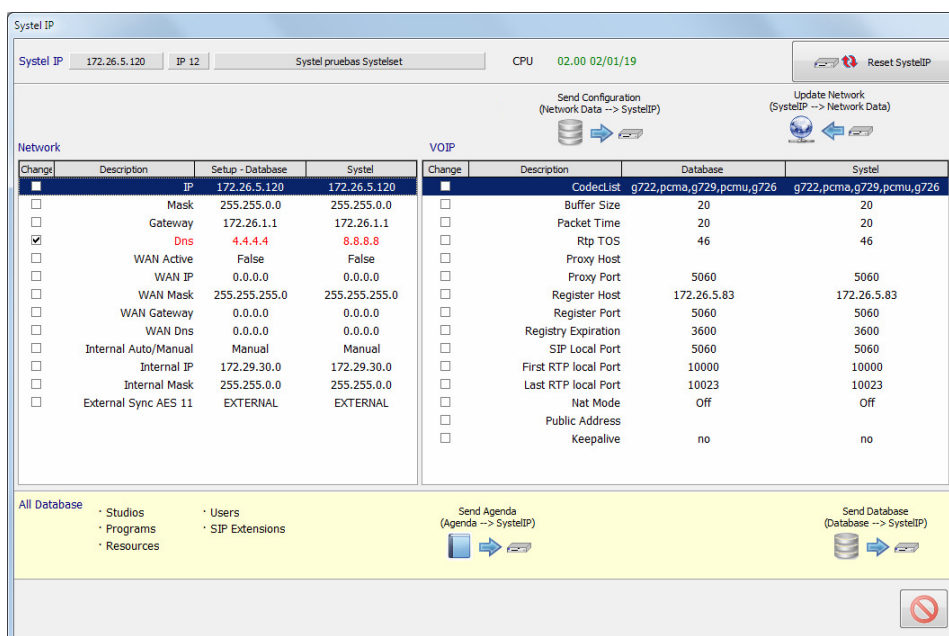 Systel IP
Systel IP 172.26.5.120 IP 12 Systel pruebas Systelset CPU 02.00 02/01/19 Reset SystelIP
Send Configuration
(Network Data --> SystelIP)
Update Network
(SystelIP --> Network Data)
Network
Change Description Setup - Database Systel
IP 172.26.5.120 172.26.5.120
Mask 255.255.0.0 255.255.0.0
Gateway 172.26.1.1 172.26.1.1
Dns 4.4.4.4 8.8.8.8
WAN Active False False
WAN IP 0.0.0.0 0.0.0.0
WAN Mask 255.255.255.0 255.255.255.0
WAN Gateway 0.0.0.0 0.0.0.0
WAN Dns 0.0.0.0 0.0.0.0
Internal Auto/Manual Manual Manual
Internal IP 172.29.30.0 172.29.30.0
Internal Mask 255.255.0.0 255.255.0.0
External Sync AES 11 EXTERNAL EXTERNAL
VOIP
Change Description Database Systel
CodecList g722,pcma,g729,pcmu,g726 g722,pcma,g729,pcmu,g726
Buffer Size 20 20
Packet Time 20 20
Rtp TOS 46 46
Proxy Host
Proxy Port 5060 5060
Register Host 172.26.5.83 172.26.5.83
Register Port 5060 5060
Registry Expiration 3600 3600
SIP Local Port 5060 5060
First RTP local Port 10000 10000
Last RTP local Port 10023 10023
Nat Mode Off Off
Public Address
Keepalive no no
All Database
· Studios
· Programs
· Resources
· Users
· SIP Extensions
Send Agenda
(Agenda --> SystelIP)
Send Database
(Database --> SystelIP)